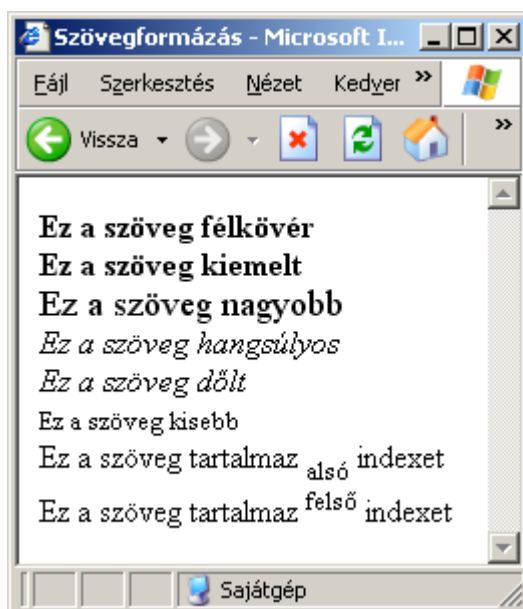 Szövegformázás - Microsoft I...
Fájl Szerkesztés Nézet Kedver »
Vissza »
Ez a szöveg félkövér
Ez a szöveg kiemelt
Ez a szöveg nagyobb
Ez a szöveg hangsúlyos
Ez a szöveg dőlt
Ez a szöveg kisebb
Ez a szöveg tartalmaz alsó indexet
Ez a szöveg tartalmaz felső indexet
Sajátgép